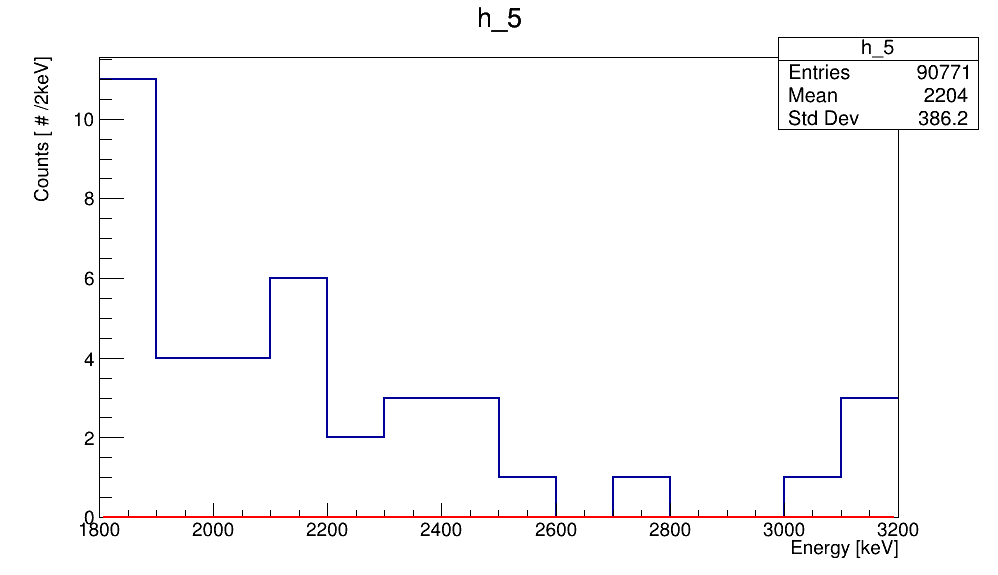 h_5
h_5
Entries 90771
Mean 2204
Std Dev 386.2
Counts [ # /2keV]
10
8
6
4
2
0
1800 2000 2200 2400 2600 2800 3000 3200
Energy [keV]